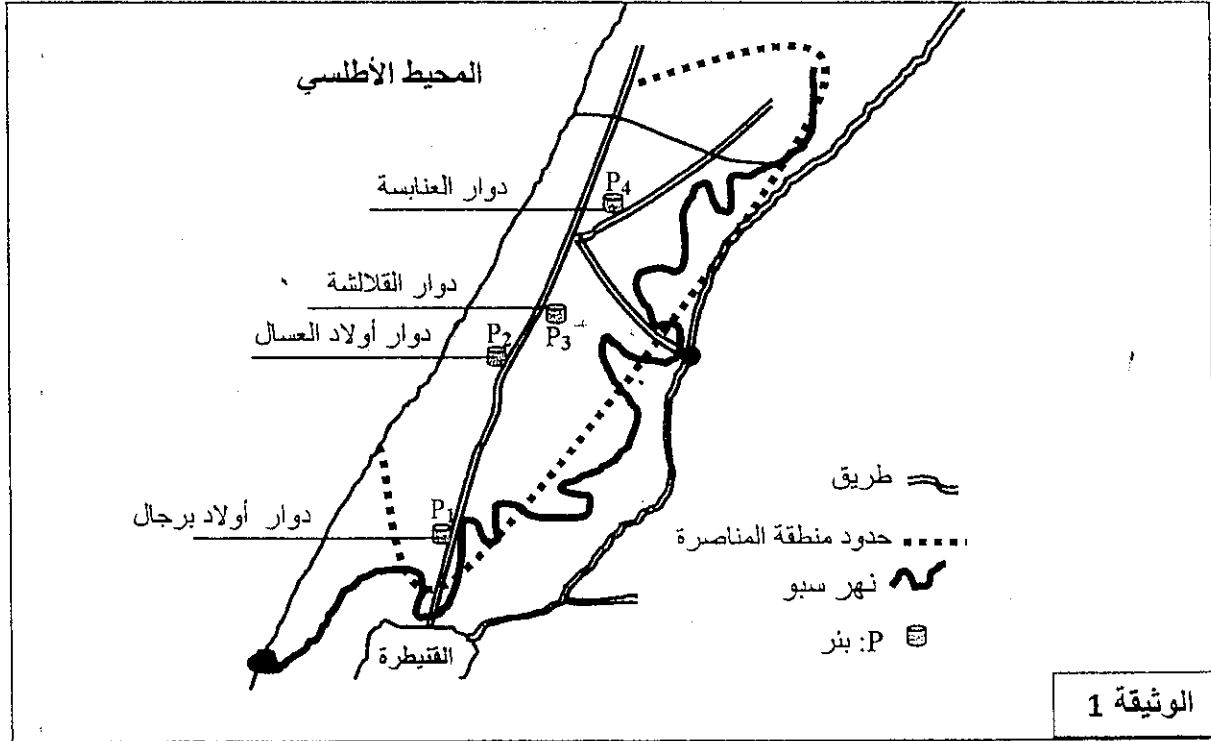 المحيط الأطلسي
دوار العنابسة
P4
دوار القلالشة
P3
دوار أولاد العسال
P2
دوار أولاد برجال
P1
القنيطرة
طريق
حدود منطقة المناصرة
نهر سبو
P: بئر
الوثيقة 1